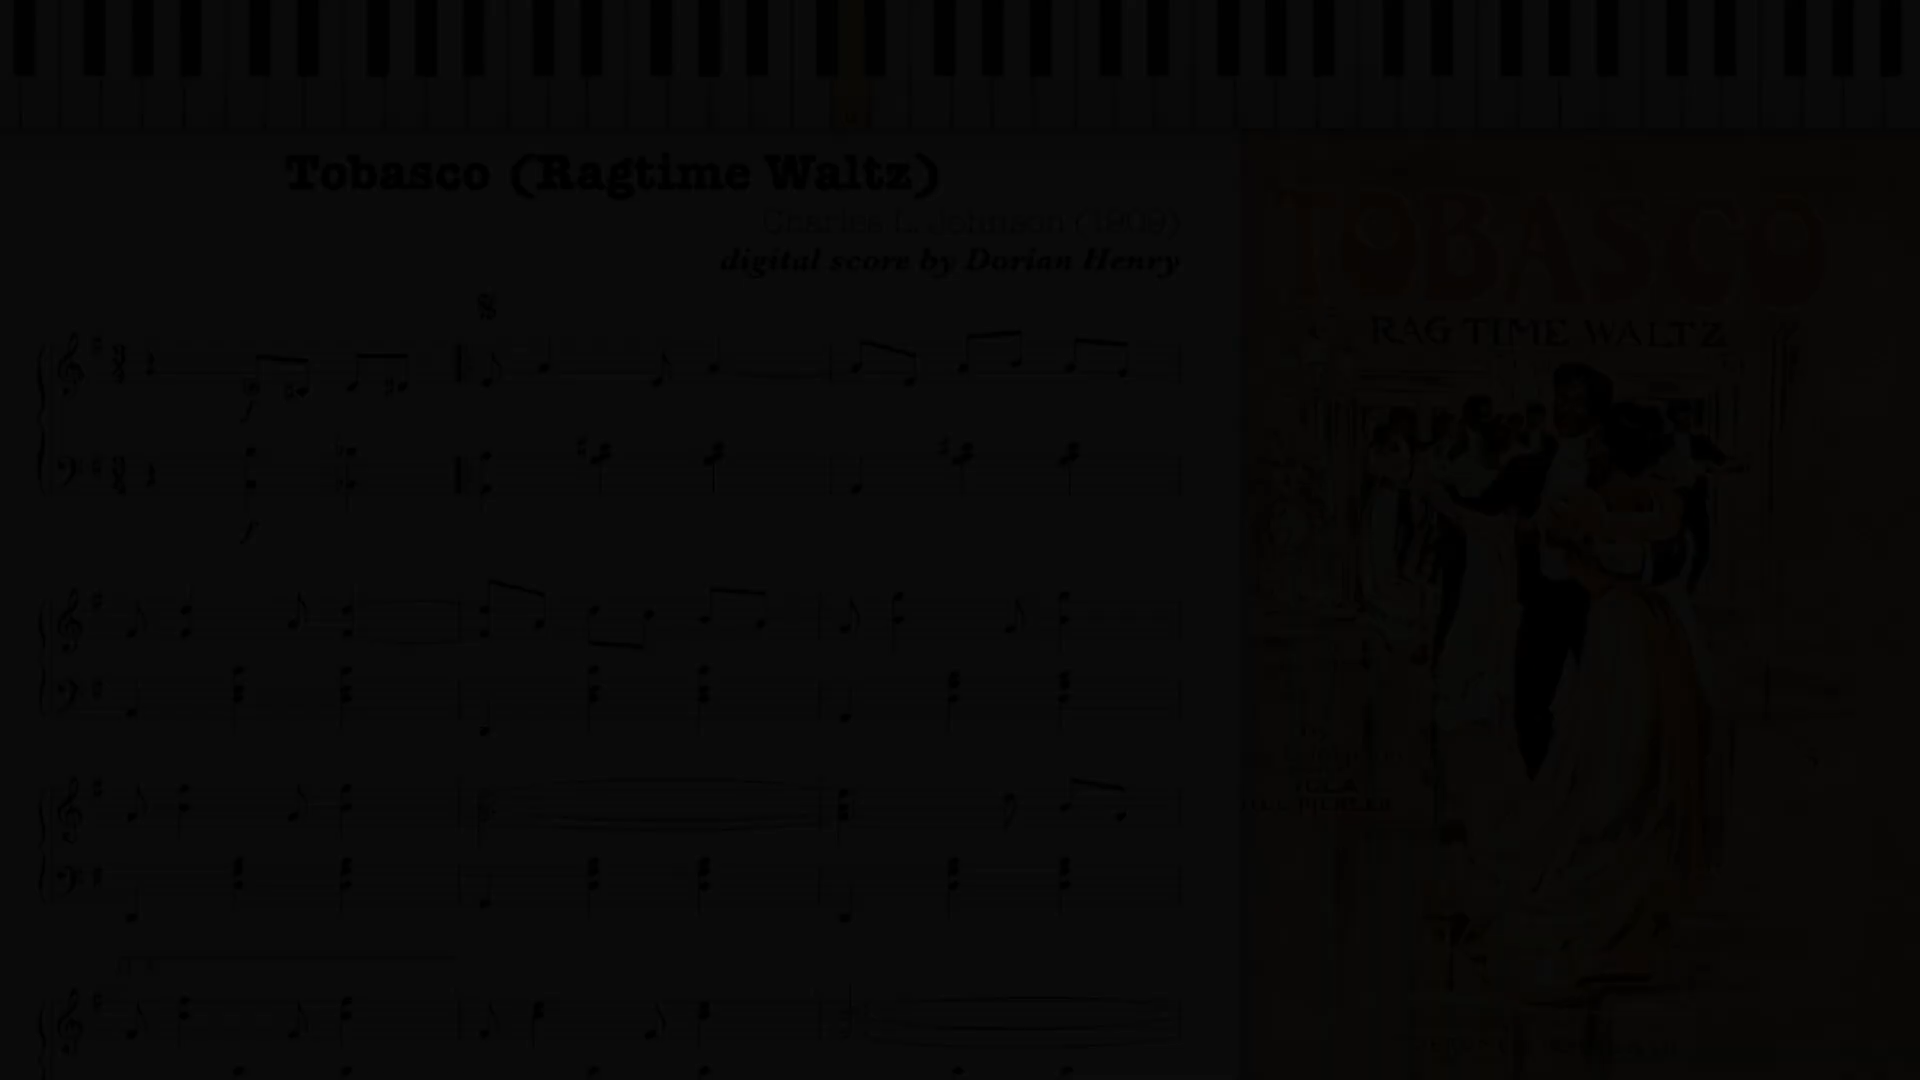 Tobasco (Ragtime Waltz)
Charles L. Johnson (1909)
digital score by Dorian Henry
TOBASCO
RAG TIME WALTZ